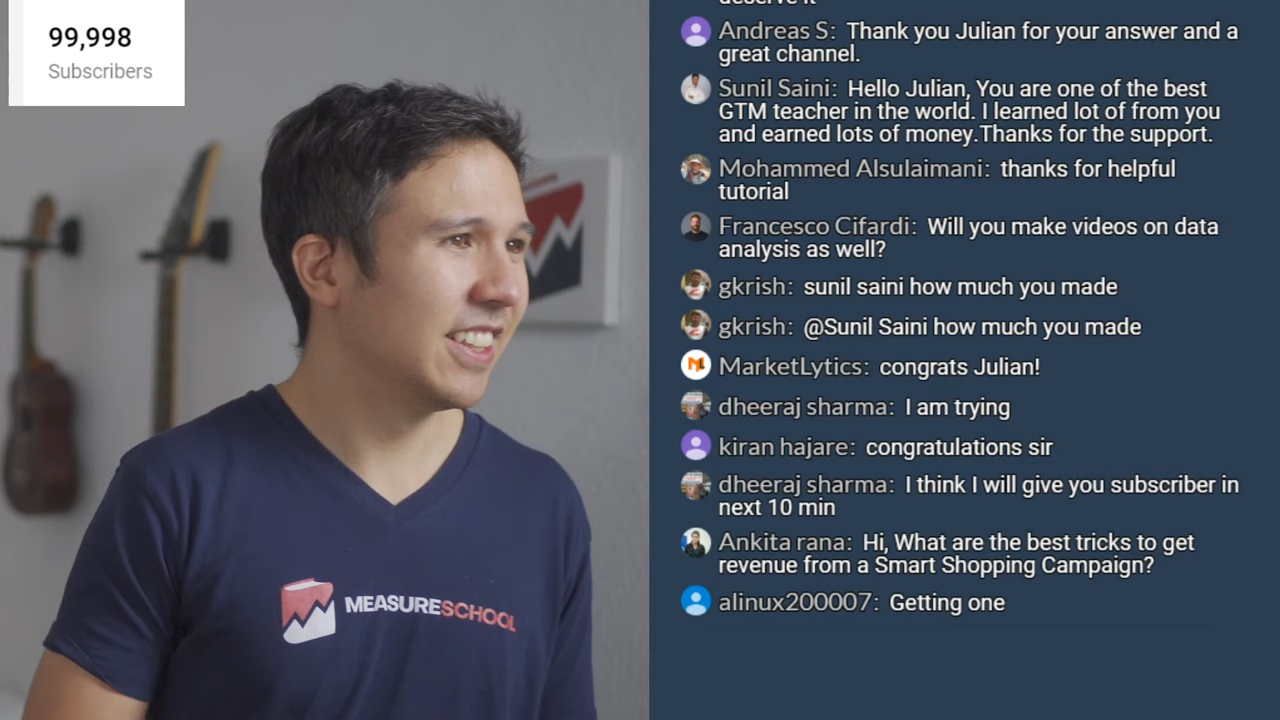 99,998
Subscribers
deserve it
Andreas S: Thank you Julian for your answer and a
great channel.
Sunil Saini: Hello Julian, You are one of the best
GTM teacher in the world. I learned lot of from you
and earned lots of money.Thanks for the support.
Mohammed Alsulaimani: thanks for helpful
tutorial
Francesco Cifardi: Will you make videos on data
analysis as well?
gkrish: sunil saini how much you made
gkrish: @Sunil Saini how much you made
MarketLytics: congrats Julian!
dheeraj sharma: I am trying
kiran hajare: congratulations sir
dheeraj sharma: I think I will give you subscriber in
next 10 min
Ankita rana: Hi, What are the best tricks to get
revenue from a Smart Shopping Campaign?
alinux200007: Getting one
MEASURESCHOOL